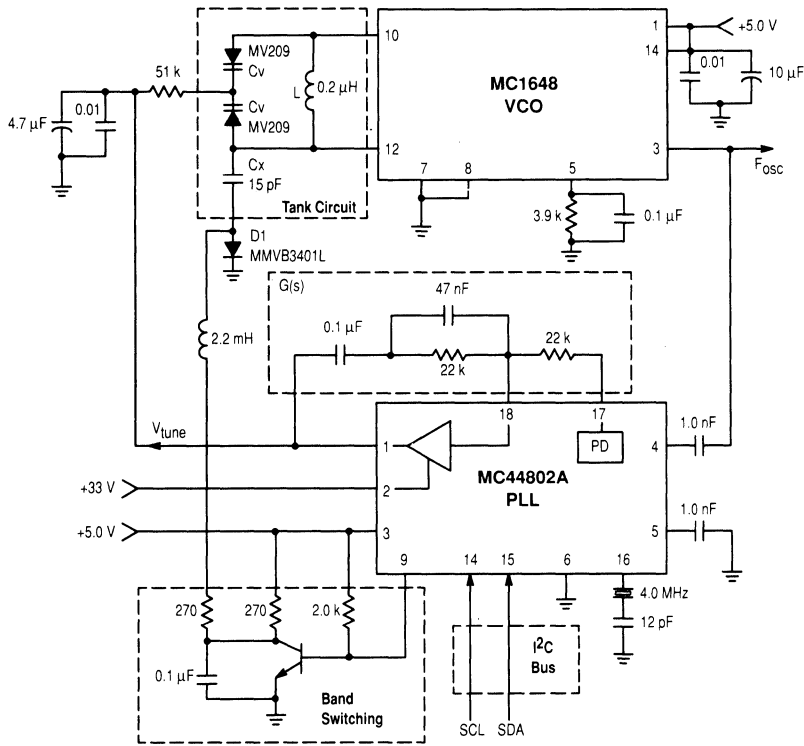 MV209
Cv
51 k
L
0.2 µH
Cv
MV209
4.7 µF
0.01
Cx
15 pF
Tank Circuit
10
12
MC1648
VCO
1
14
+5.0 V
0.01
10 µF
3
Fosc
7
8
5
3.9 k
0.1 µF
D1
MMVB3401L
G(s)
47 nF
0.1 µF
22 k
22 k
2.2 mH
18
17
PD
1.0 nF
4
Vtune
1
MC44802A
PLL
+33 V
2
1.0 nF
+5.0 V
3
5
9
14
15
6
16
4.0 MHz
12 pF
270
270
2.0 k
I2C
Bus
0.1 µF
Band
Switching
SCL
SDA